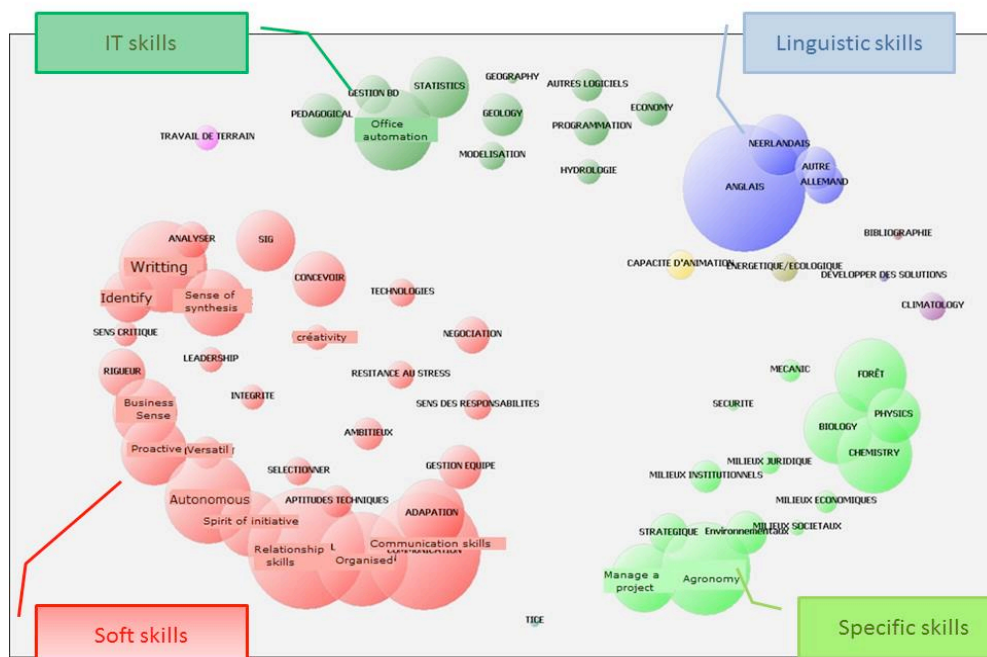 IT skills
Linguistic skills
GEOGRAPHY
STATISTICS
AUTRES LOGICIELS
GESTION BD
ECONOMY
PEDAGOGICAL
GEOLOGY
Office
automation
PROGRAMMATION
TRAVAIL DE TERRAIN
NEERLANDAIS
MODELISATION
AUTRE
HYDROLOGIE
ALLEMAND
ANGLAIS
BIBLIOGRAPHIE
ANALYSER
SIG
CAPACITE D'ANIMATION
ENERGETIQUE/ECOLOGIQUE
Writting
DEVELOPPER DES SOLUTIONS
CONCEVOIR
TECHNOLOGIES
Identify
Sense of
synthesis
CLIMATOLOGY
SENS CRITIQUE
créativity
NEGOCIATION
LEADERSHIP
RIGUEUR
MECANIC
RESITANCE AU STRESS
FORÊT
INTEGRITE
Business
Sense
SENS DES RESPONSABILITES
SECURITE
PHYSICS
BIOLOGY
AMBITIEUX
Proactive
Versatil
CHEMISTRY
MILIEUX JURIDIQUE
SELECTIONNER
GESTION EQUIPE
MILIEUX INSTITUTIONNELS
Autonomous
APTITUDES TECHNIQUES
MILIEUX ECONOMIQUES
ADAPATION
Spirit of initiative
MILIEUX SOCIETAUX
STRATEGIQUE
Environnementaux
Communication skills
COMMUNICATION
Relationship
skills
Organised
Manage a
project
Agronomy
TICE
Soft skills
Specific skills